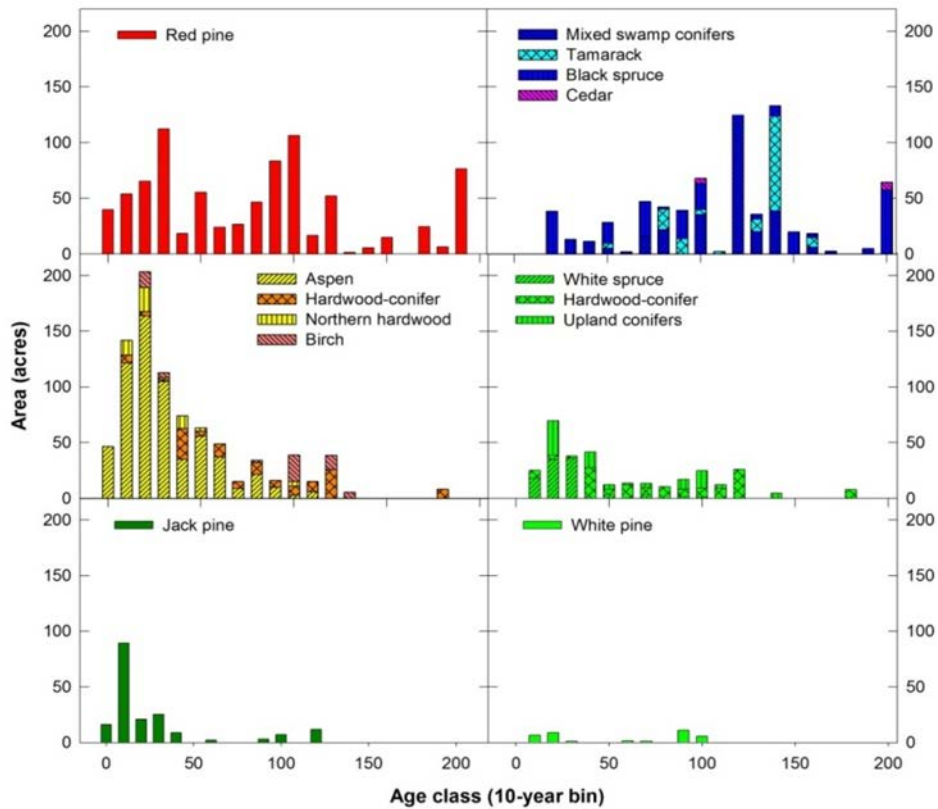 200
150
100
50
0
Red pine
Mixed swamp conifers
Tamarack
Black spruce
Cedar
200
150
100
50
0
Area (acres)
200
150
100
50
0
Aspen
Hardwood-conifer
Northern hardwood
Birch
White spruce
Hardwood-conifer
Upland conifers
200
150
100
50
0
200
150
100
50
0
Jack pine
White pine
200
150
100
50
0
0 50 100 150 200
0 50 100 150 200
Age class (10-year bin)